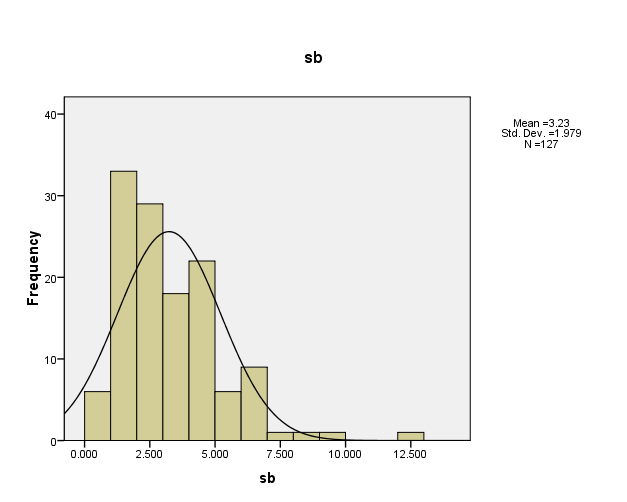 sb
Mean =3.23
Std. Dev. =1.979
N =127
40
30
20
10
0
Frequency
0.000 2.500 5.000 7.500 10.000 12.500
sb